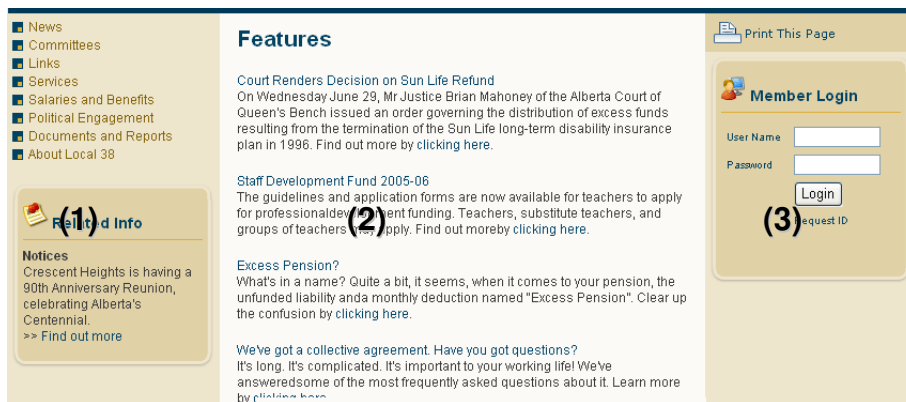 News
Committees
Links
Services
Salaries and Benefits
Political Engagement
Documents and Reports
About Local 38
(1)
Related Info
Notices
Crescent Heights is having a
90th Anniversary Reunion,
celebrating Alberta's
Centennial.
>> Find out more
Features
Court Renders Decision on Sun Life Refund
On Wednesday June 29, Mr Justice Brian Mahoney of the Alberta Court of
Queen's Bench issued an order governing the distribution of excess funds
resulting from the termination of the Sun Life long-term disability insurance
plan in 1996. Find out more by clicking here.
Staff Development Fund 2005-06
The guidelines and application forms are now available for teachers to apply
for professionaldevelopment funding. Teachers, substitute teachers, and
groups of teachers may apply. Find out moreby clicking here.
(2)
Excess Pension?
What's in a name? Quite a bit, it seems, when it comes to your pension, the
unfunded liability anda monthly deduction named "Excess Pension". Clear up
the confusion by clicking here.
We've got a collective agreement. Have you got questions?
It's long. It's complicated. It's important to your working life! We've
answeredsome of the most frequently asked questions about it. Learn more
by clicking here
Print This Page
Member Login
User Name
Password
Login
(3)
Request ID